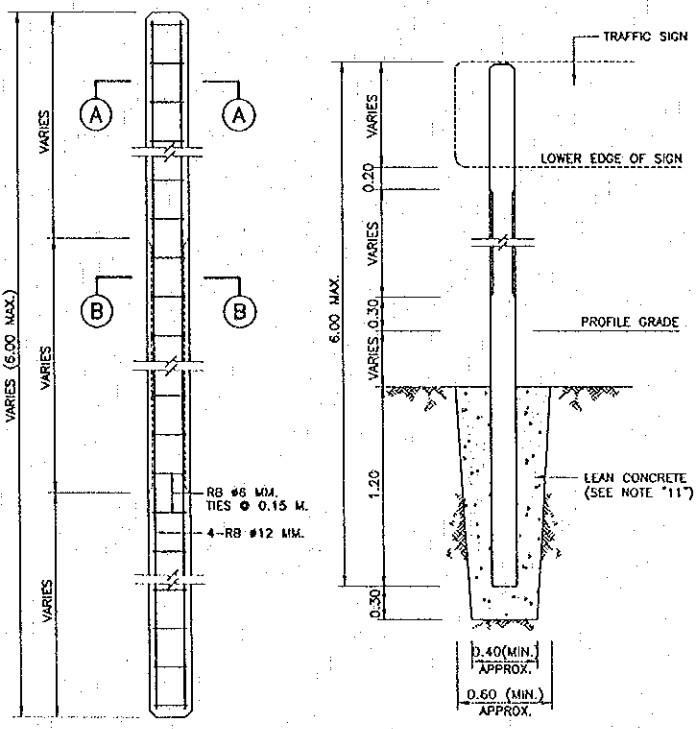 VARIES (6.00 MAX.)
VARIES
VARIES
VARIES
A
A
B
B
RB ø6 MM.
TIES @ 0.15 M.
4-RB ø12 MM.
TRAFFIC SIGN
LOWER EDGE OF SIGN
PROFILE GRADE
LEAN CONCRETE
(SEE NOTE "11")
6.00 MAX.
VARIES
0.20
VARIES
0.30
VARIES
1.20
0.30
0.40(MIN.)
APPROX.
0.60 (MIN.)
APPROX.